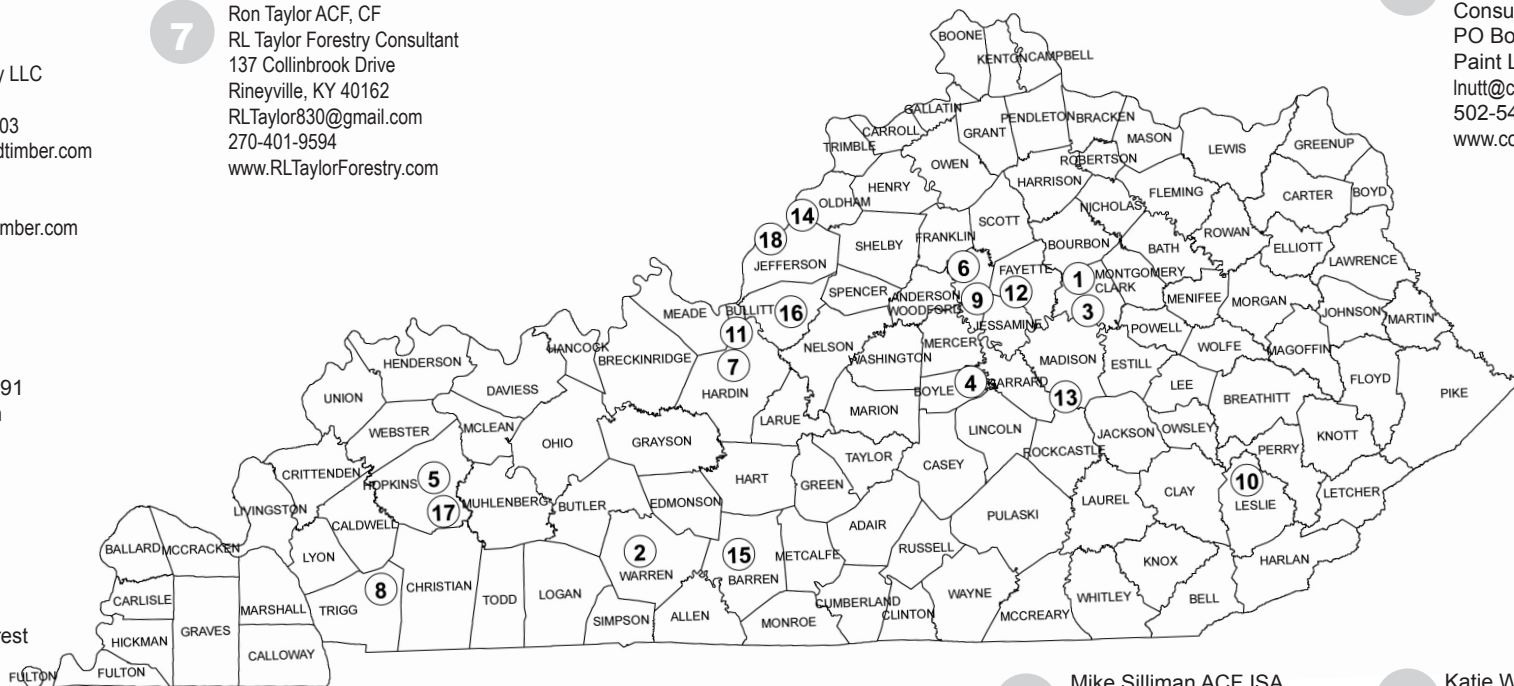 7
Ron Taylor ACF, CF
RL Taylor Forestry Consultant
137 Collinbrook Drive
Rineyville, KY 40162
RLTaylor830@gmail.com
270-401-9594
www.RLTaylorForestry.com
LLC
03
dtimber.com
mber.com
91
rest
Consu
PO Bo
Paint L
lnutt@c
502-54
www.co
BOONE
KENTON
CAMPBELL
GALLATIN
CARROLL
TRIMBLE
GRANT
PENDLETON
BRACKEN
MASON
LEWIS
GREENUP
OWEN
ROBERTSON
HENRY
HARRISON
FLEMING
CARTER
BOYD
OLDHAM
NICHOLAS
14
SCOTT
18
FRANKLIN
ROWAN
SHELBY
BOURBON
BATH
ELLIOTT
JEFFERSON
6
LAWRENCE
FAYETTE
1
MONTGOMERY
CLARK
SPENCER
ANDERSON
WOODFORD
9
12
MENIFEE
MORGAN
MEADE
BULLITT
16
3
JOHNSON
MARTIN
11
JESSAMINE
POWELL
HANCOCK
BRECKINRIDGE
NELSON
WASHINGTON
MERCER
WOLFE
MAGOFFIN
HENDERSON
7
MADISON
ESTILL
DAVIESS
HARDIN
BOYLE
4
GARRARD
LEE
FLOYD
PIKE
UNION
13
BREATHITT
LARUE
MARION
WEBSTER
MCLEAN
LINCOLN
JACKSON
OWSLEY
KNOTT
OHIO
GRAYSON
ROCKCASTLE
PERRY
CRITTENDEN
TAYLOR
CASEY
HOPKINS
5
HART
GREEN
10
LIVINGSTON
17
MUHLENBERG
BUTLER
EDMONSON
LAUREL
CLAY
LESLIE
LETCHER
CALDWELL
ADAIR
PULASKI
BALLARD
MCCRACKEN
LYON
2
15
METCALFE
RUSSELL
KNOX
HARLAN
WARREN
BARREN
8
CHRISTIAN
CARLISLE
MARSHALL
TRIGG
TODD
LOGAN
CUMBERLAND
WAYNE
WHITLEY
BELL
SIMPSON
ALLEN
MONROE
CLINTON
MCCREARY
HICKMAN
GRAVES
CALLOWAY
FULTON
FULTON
Mike Silliman ACF ISA
Katie W